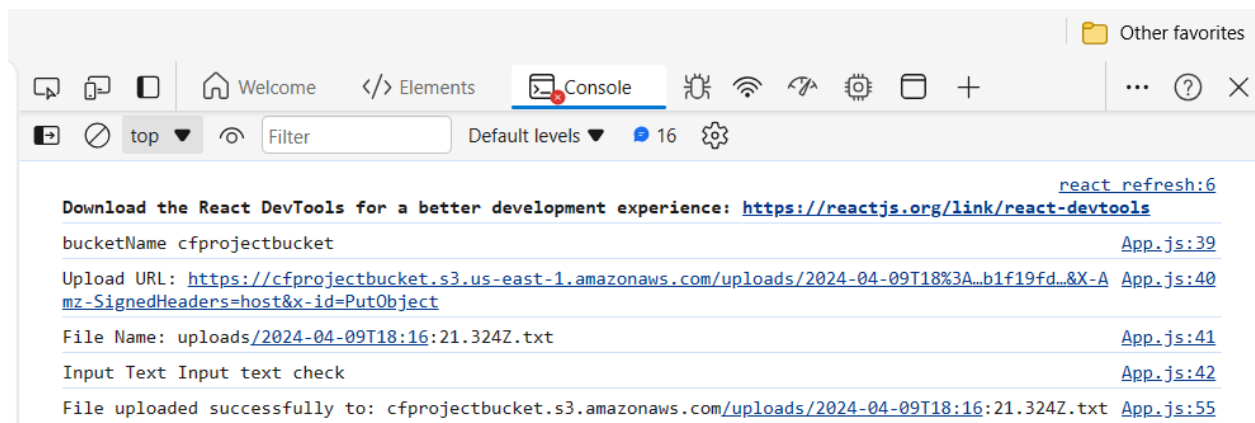 Other favorites
Welcome </> Elements Console
top Filter Default levels 16
react refresh:6
Download the React DevTools for a better development experience: https://reactjs.org/link/react-devtools
bucketName cfprojectbucket App.js:39
Upload URL: https://cfprojectbucket.s3.us-east-1.amazonaws.com/uploads/2024-04-09T18%3A…b1f19fd…&X-A App.js:40
mz-SignedHeaders=host&x-id=PutObject
File Name: uploads/2024-04-09T18:16:21.324Z.txt App.js:41
Input Text Input text check App.js:42
File uploaded successfully to: cfprojectbucket.s3.amazonaws.com/uploads/2024-04-09T18:16:21.324Z.txt App.js:55